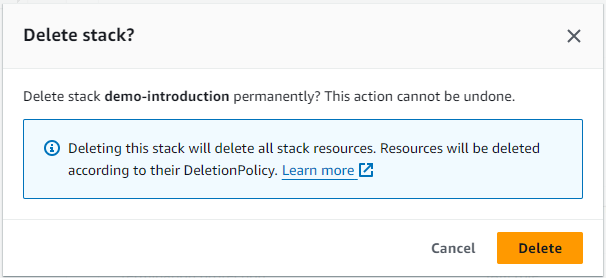 Delete stack?
Delete stack demo-introduction permanently? This action cannot be undone.
Deleting this stack will delete all stack resources. Resources will be deleted
according to their DeletionPolicy. Learn more
Cancel
Delete